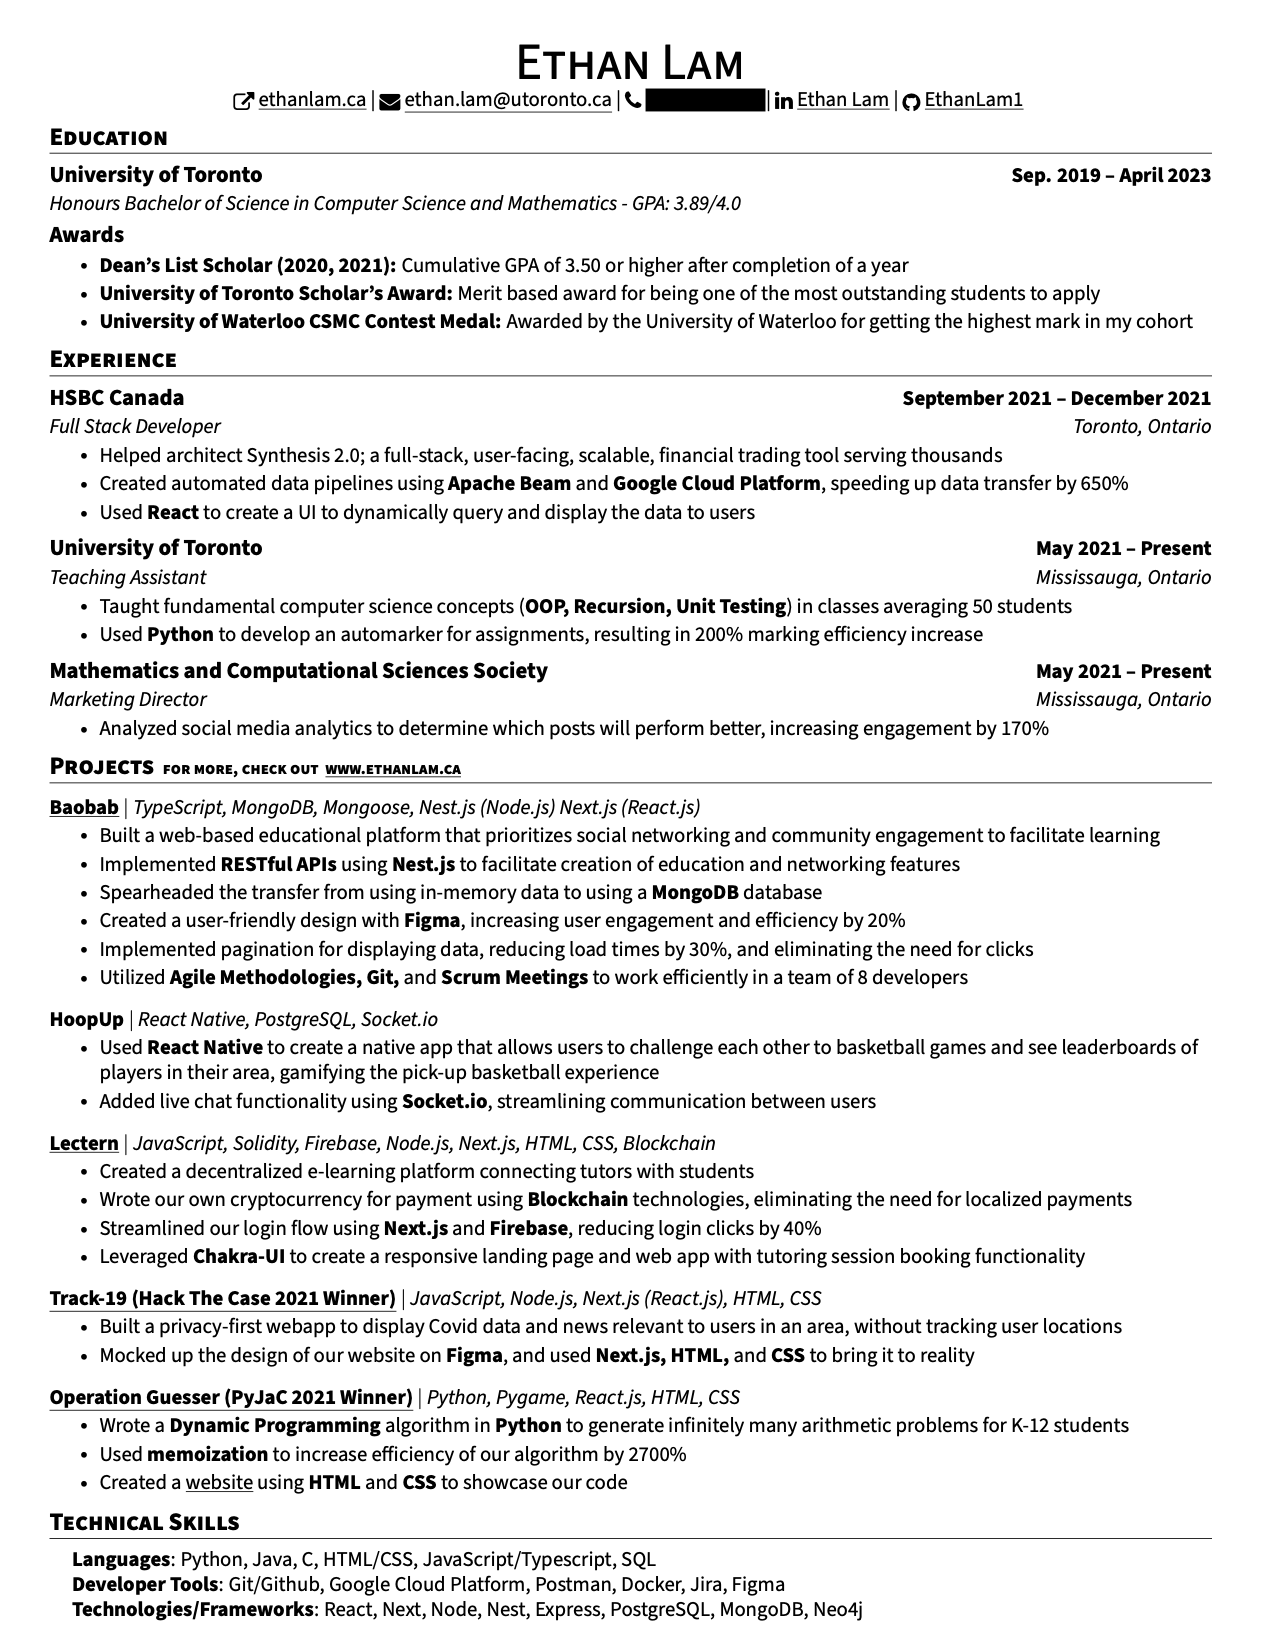 Ethan Lam
ethanlam.ca | ethan.lam@utoronto.ca | | Ethan Lam | EthanLam1
Education
University of Toronto Sep. 2019 – April 2023
Honours Bachelor of Science in Computer Science and Mathematics - GPA: 3.89/4.0
Awards
• Dean's List Scholar (2020, 2021): Cumulative GPA of 3.50 or higher after completion of a year
• University of Toronto Scholar's Award: Merit based award for being one of the most outstanding students to apply
• University of Waterloo CSMC Contest Medal: Awarded by the University of Waterloo for getting the highest mark in my cohort
Experience
HSBC Canada September 2021 – December 2021
Full Stack Developer Toronto, Ontario
• Helped architect Synthesis 2.0; a full-stack, user-facing, scalable, financial trading tool serving thousands
• Created automated data pipelines using Apache Beam and Google Cloud Platform, speeding up data transfer by 650%
• Used React to create a UI to dynamically query and display the data to users
University of Toronto May 2021 – Present
Teaching Assistant Mississauga, Ontario
• Taught fundamental computer science concepts (OOP, Recursion, Unit Testing) in classes averaging 50 students
• Used Python to develop an automarker for assignments, resulting in 200% marking efficiency increase
Mathematics and Computational Sciences Society May 2021 – Present
Marketing Director Mississauga, Ontario
• Analyzed social media analytics to determine which posts will perform better, increasing engagement by 170%
Projects for more, check out www.ethanlam.ca
Baobab | TypeScript, MongoDB, Mongoose, Nest.js (Node.js) Next.js (React.js)
• Built a web-based educational platform that prioritizes social networking and community engagement to facilitate learning
• Implemented RESTful APIs using Nest.js to facilitate creation of education and networking features
• Spearheaded the transfer from using in-memory data to using a MongoDB database
• Created a user-friendly design with Figma, increasing user engagement and efficiency by 20%
• Implemented pagination for displaying data, reducing load times by 30%, and eliminating the need for clicks
• Utilized Agile Methodologies, Git, and Scrum Meetings to work efficiently in a team of 8 developers
HoopUp | React Native, PostgreSQL, Socket.io
• Used React Native to create a native app that allows users to challenge each other to basketball games and see leaderboards of
players in their area, gamifying the pick-up basketball experience
• Added live chat functionality using Socket.io, streamlining communication between users
Lectern | JavaScript, Solidity, Firebase, Node.js, Next.js, HTML, CSS, Blockchain
• Created a decentralized e-learning platform connecting tutors with students
• Wrote our own cryptocurrency for payment using Blockchain technologies, eliminating the need for localized payments
• Streamlined our login flow using Next.js and Firebase, reducing login clicks by 40%
• Leveraged Chakra-UI to create a responsive landing page and web app with tutoring session booking functionality
Track-19 (Hack The Case 2021 Winner) | JavaScript, Node.js, Next.js (React.js), HTML, CSS
• Built a privacy-first webapp to display Covid data and news relevant to users in an area, without tracking user locations
• Mocked up the design of our website on Figma, and used Next.js, HTML, and CSS to bring it to reality
Operation Guesser (PyJaC 2021 Winner) | Python, Pygame, React.js, HTML, CSS
• Wrote a Dynamic Programming algorithm in Python to generate infinitely many arithmetic problems for K-12 students
• Used memoization to increase efficiency of our algorithm by 2700%
• Created a website using HTML and CSS to showcase our code
Technical Skills
Languages: Python, Java, C, HTML/CSS, JavaScript/Typescript, SQL
Developer Tools: Git/Github, Google Cloud Platform, Postman, Docker, Jira, Figma
Technologies/Frameworks: React, Next, Node, Nest, Express, PostgreSQL, MongoDB, Neo4j